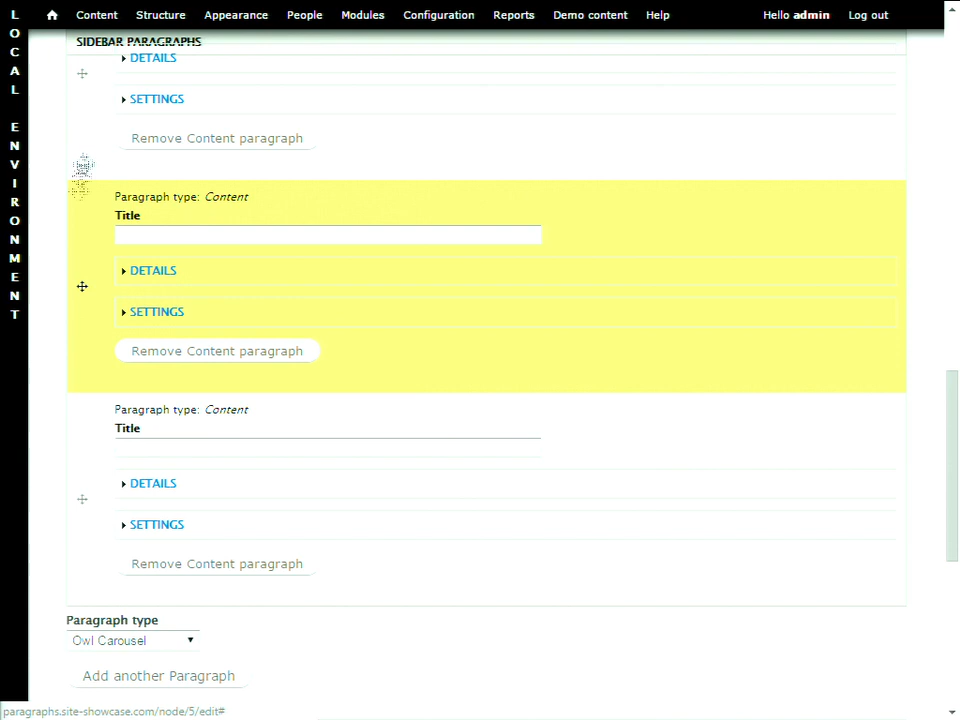 Content Structure Appearance People Modules Configuration Reports Demo content Help Hello admin Log out
LOCAL ENVIRONMENT
SIDEBAR PARAGRAPHS
DETAILS
SETTINGS
Remove Content paragraph
Paragraph type: Content
Title
DETAILS
SETTINGS
Remove Content paragraph
Paragraph type: Content
Title
DETAILS
SETTINGS
Remove Content paragraph
Paragraph type
Owl Carousel
Add another Paragraph
paragraphs.site-showcase.com/node/5/edit#